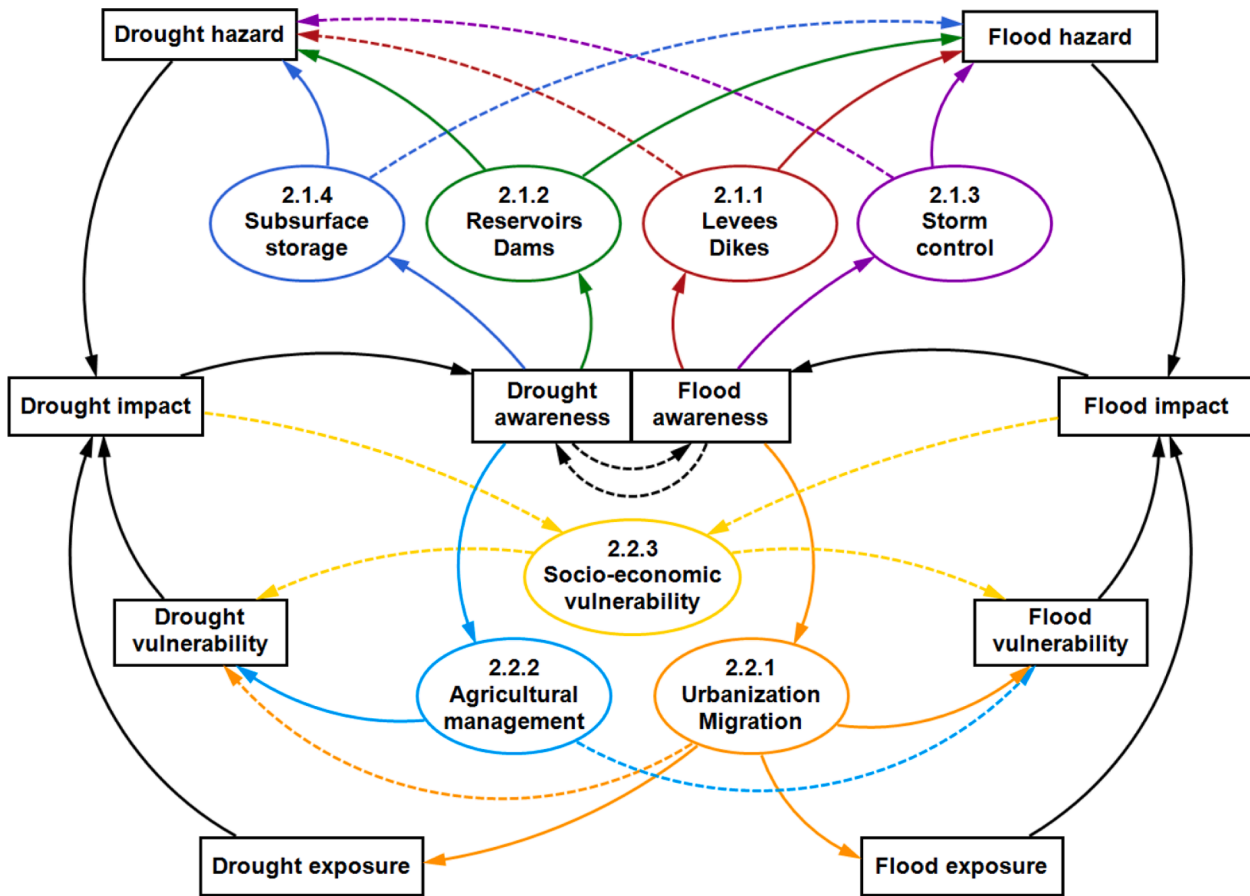 Drought hazard
Flood hazard
2.1.4
Subsurface
storage
2.1.2
Reservoirs
Dams
2.1.1
Levees
Dikes
2.1.3
Storm
control
Drought impact
Drought
awareness
Flood
awareness
Flood impact
2.2.3
Socio-economic
vulnerability
Drought
vulnerability
Flood
vulnerability
2.2.2
Agricultural
management
2.2.1
Urbanization
Migration
Drought exposure
Flood exposure